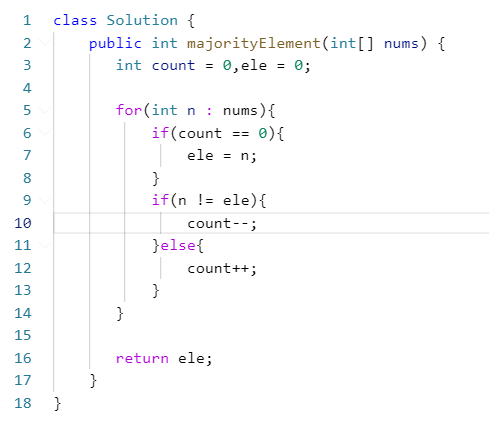 1 class Solution {
2     public int majorityElement(int[] nums) {
3        int count = 0,ele = 0;
4
5        for(int n : nums){
6            if(count == 0){
7                ele = n;
8            }
9            if(n != ele){
10                count--;
11            }else{
12                count++;
13            }
14        }
15
16        return ele;
17     }
18 }